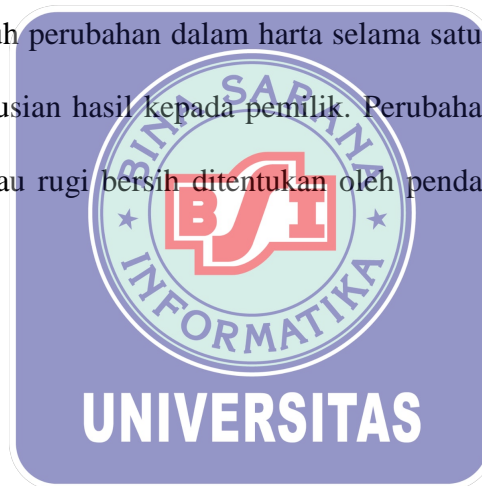 uh perubahan dalam harta selama satu
usian hasil kepada pemilik. Perubaha
au rugi bersih ditentukan oleh penda
BINA SARANA
BSI
INFORMATIKA
UNIVERSITAS